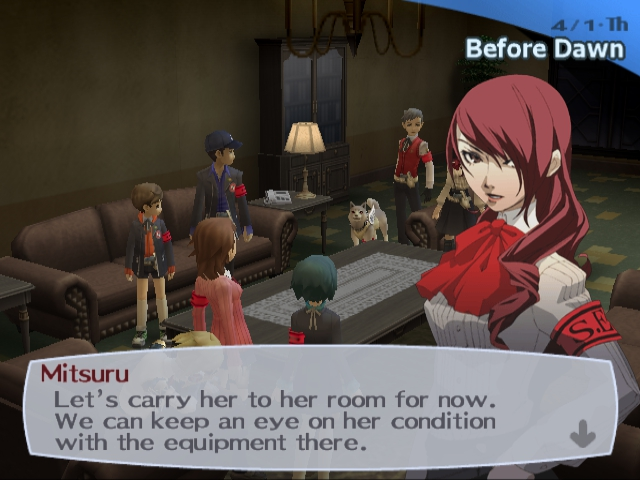 4/1·Th
Before Dawn
S.E
Mitsuru
Let's carry her to her room for now.
We can keep an eye on her condition
with the equipment there.